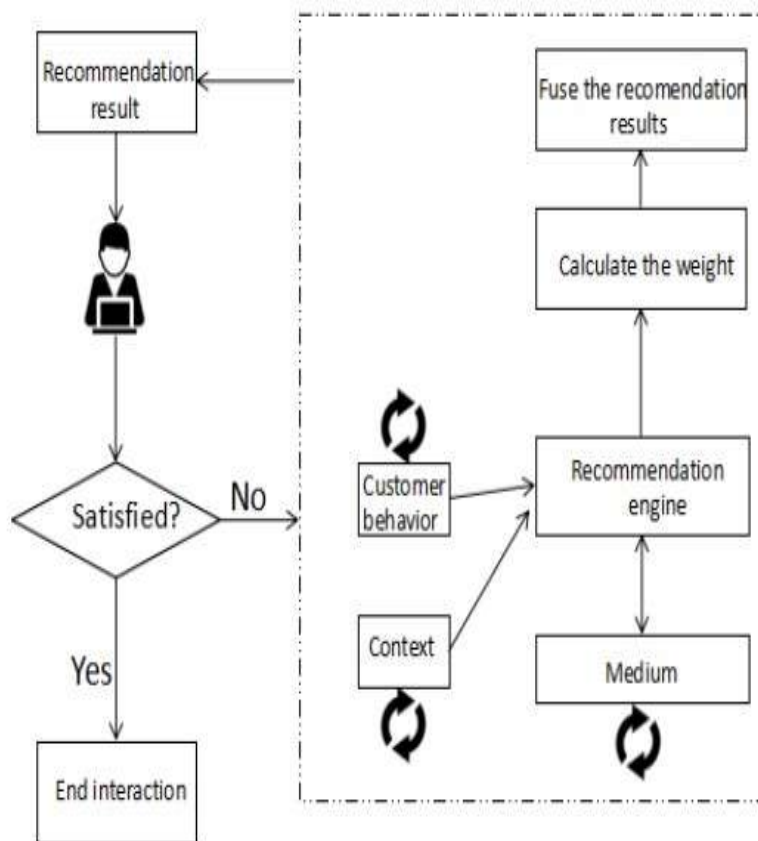 Recommendation
result
Satisfied?
No
Yes
End interaction
Fuse the recomendation
results
Calculate the weight
Customer
behavior
Recommendation
engine
Context
Medium